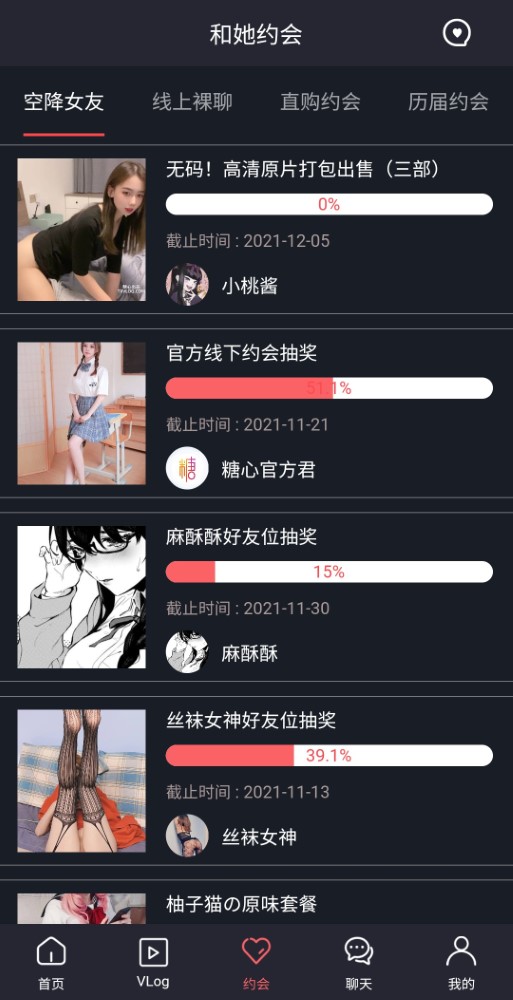 和她约会
空降女友 线上裸聊 直购约会 历届约会
无码！高清原片打包出售（三部）
0%
截止时间 : 2021-12-05
小桃酱
官方线下约会抽奖
51.1%
截止时间 : 2021-11-21
糖
糖心官方君
麻酥酥好友位抽奖
15%
截止时间 : 2021-11-30
麻酥酥
丝袜女神好友位抽奖
39.1%
截止时间 : 2021-11-13
丝袜女神
柚子猫の原味套餐
首页 VLog 约会 聊天 我的